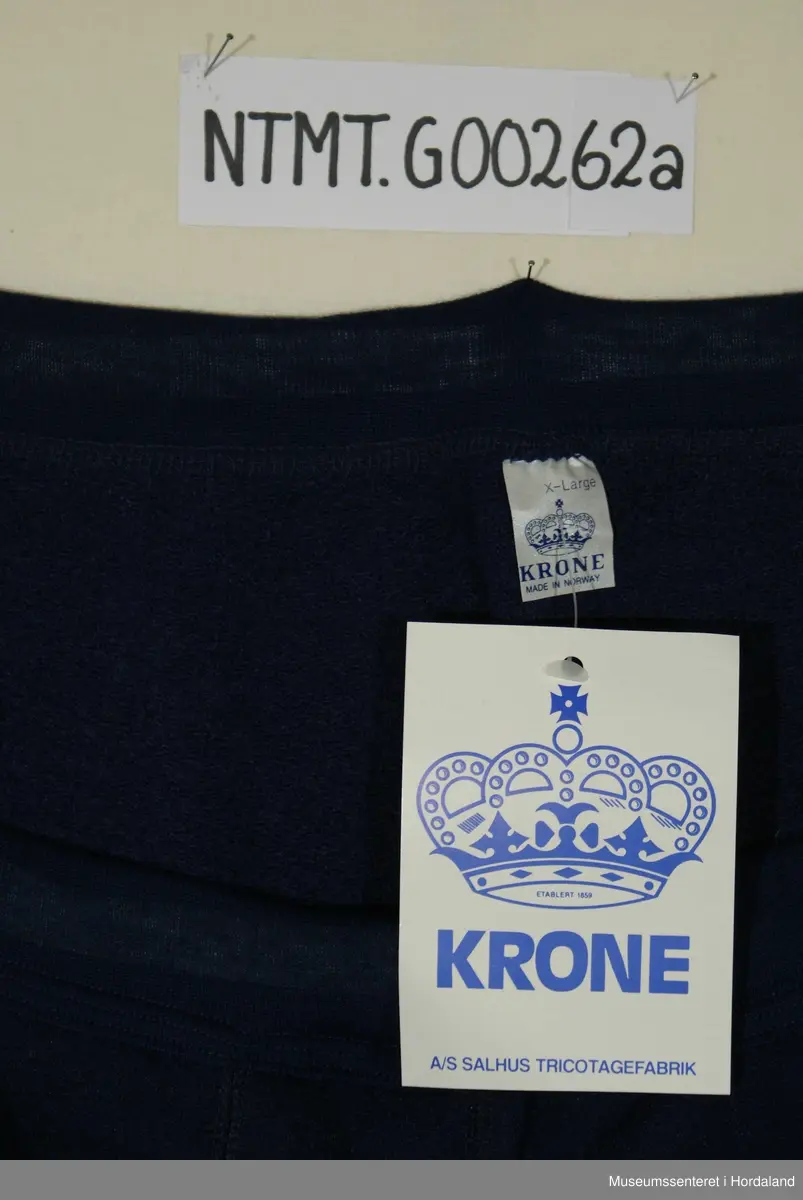 NTMT.G00262a
X-Large
KRONE
MADE IN NORWAY
ETABLERT 1859
KRONE
A/S SALHUS TRICOTAGEFABRIK
Museumssenteret i Hordaland